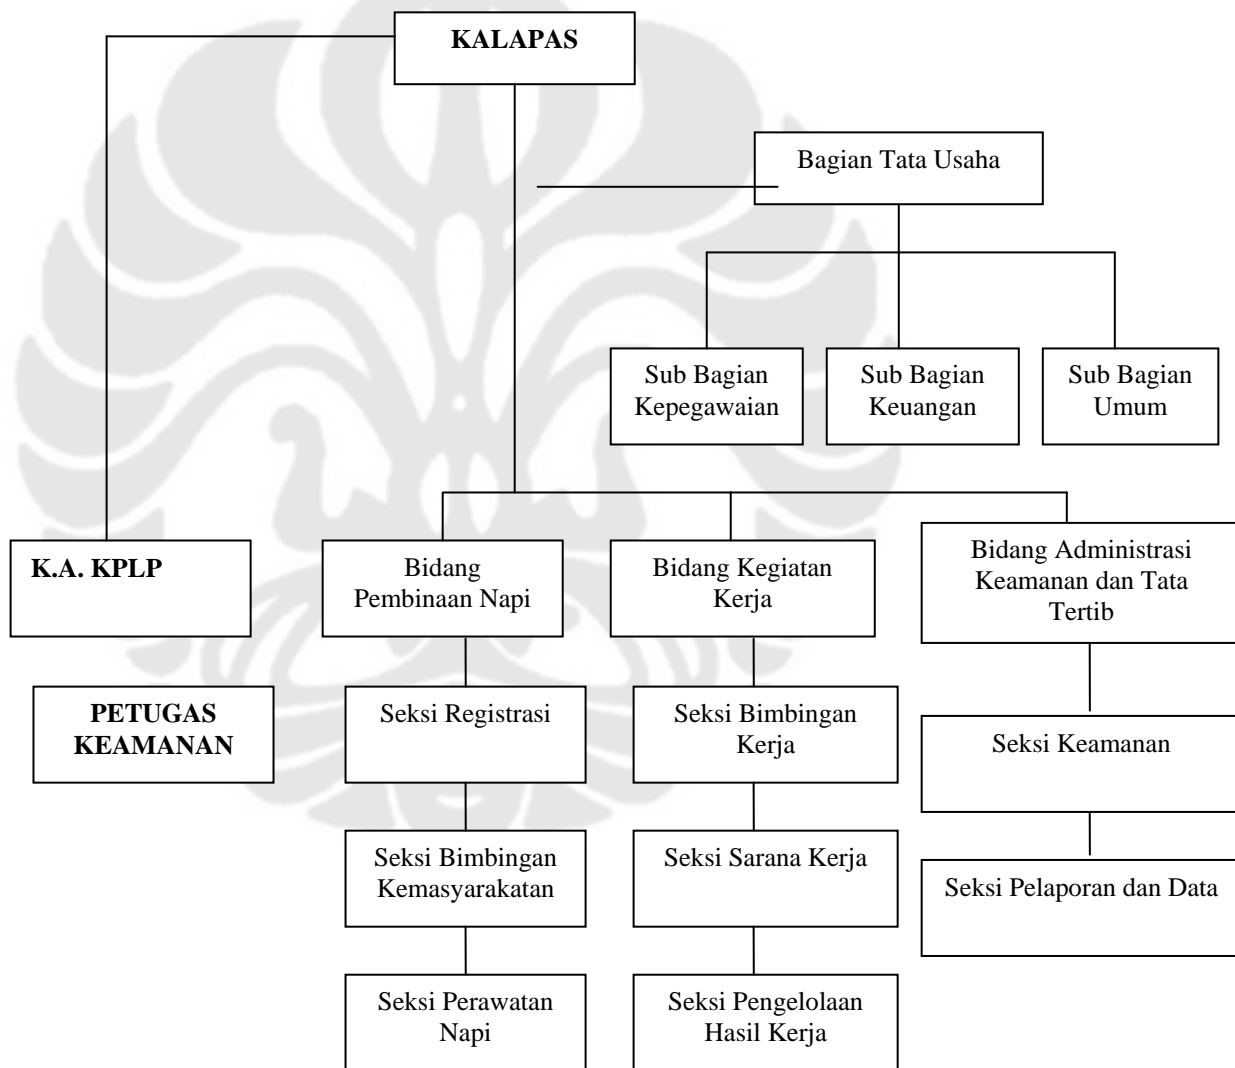 KALAPAS
Bagian Tata Usaha
Sub Bagian
Kepegawaian
Sub Bagian
Keuangan
Sub Bagian
Umum
K.A. KPLP
Bidang
Pembinaan Napi
Bidang Kegiatan
Kerja
Bidang Administrasi
Keamanan dan Tata
Tertib
PETUGAS
KEAMANAN
Seksi Registrasi
Seksi Bimbingan
Kerja
Seksi Keamanan
Seksi Bimbingan
Kemasyarakatan
Seksi Sarana Kerja
Seksi Pelaporan dan Data
Seksi Perawatan
Napi
Seksi Pengelolaan
Hasil Kerja